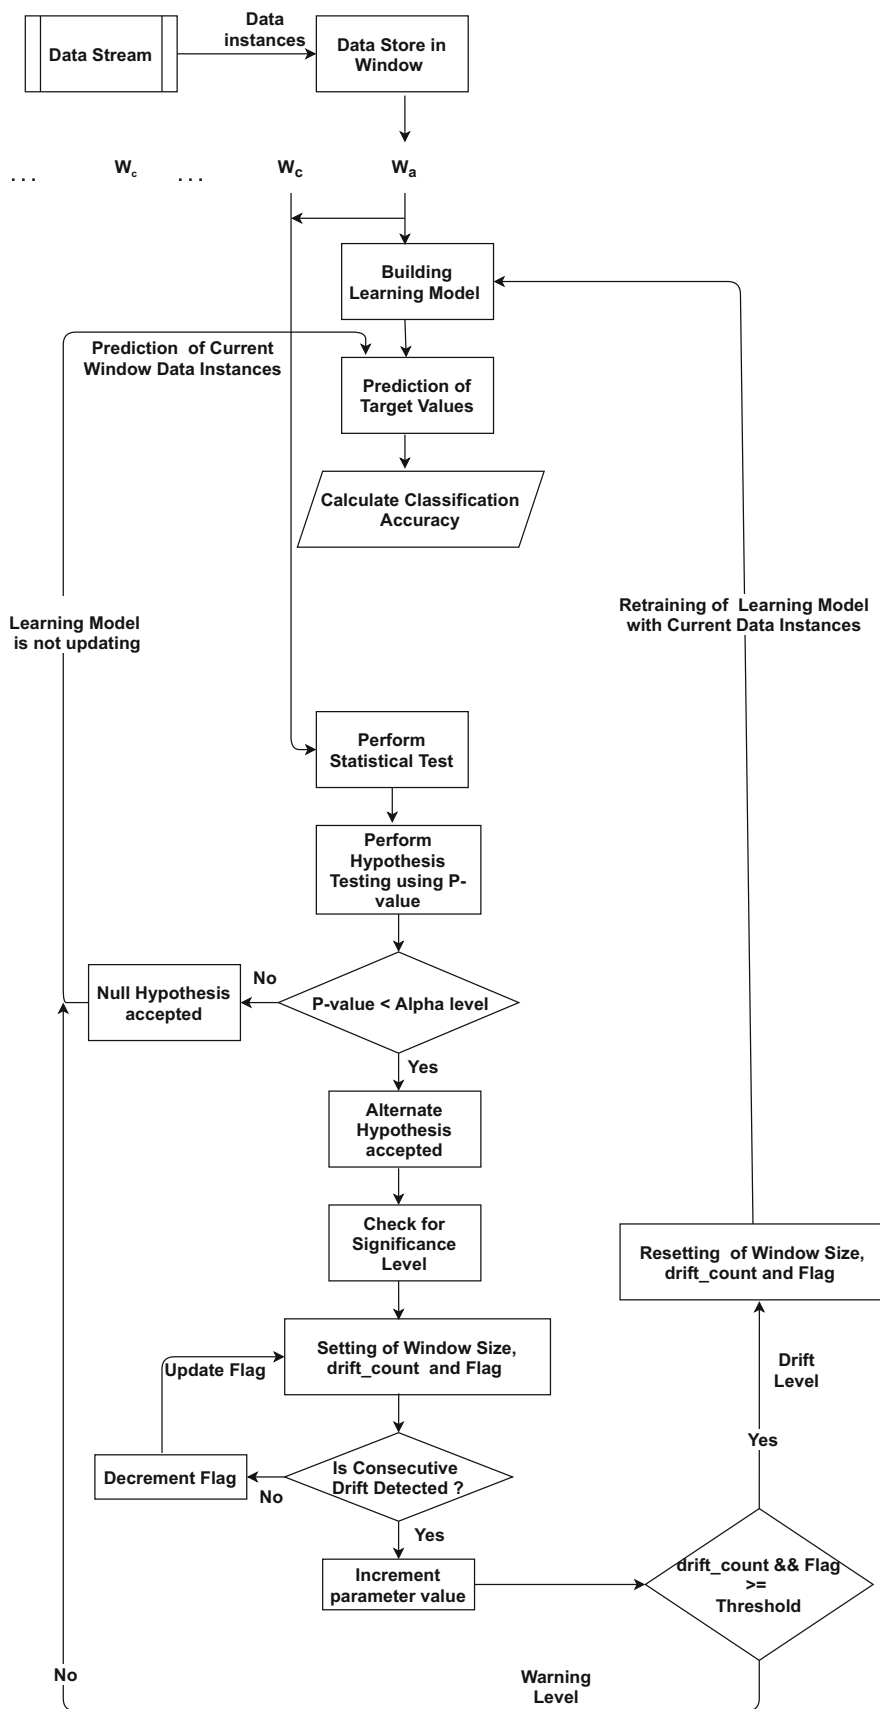 Data
instances
Data Stream
Data Store in
Window
. . .
Wc
. . .
Wc
Wa
Building
Learning Model
Prediction of Current
Window Data Instances
Prediction of
Target Values
Calculate Classification
Accuracy
Learning Model
is not updating
Retraining of Learning Model
with Current Data Instances
Perform
Statistical Test
Perform
Hypothesis
Testing using P-
value
No
Null Hypothesis
accepted
P-value < Alpha level
Yes
Alternate
Hypothesis
accepted
Check for
Significance
Level
Resetting of Window Size,
drift_count and Flag
Setting of Window Size,
drift_count and Flag
Update Flag
Drift
Level
Yes
Is Consecutive
Drift Detected ?
Decrement Flag
No
Yes
Increment
parameter value
drift_count && Flag
>=
Threshold
No
Warning
Level